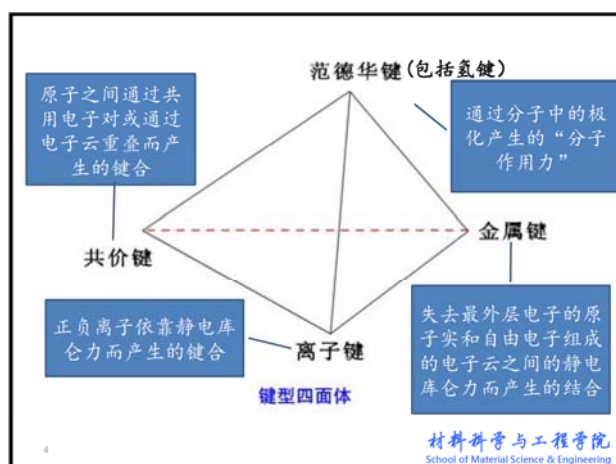 范德华键(包括氢键)
原子之间通过共
用电子对或通过
电子云重叠而产
生的键合
通过分子中的极
化产生的“分子
作用力”
共价键
金属键
正负离子依靠静电库
仑力而产生的键合
离子键
失去最外层电子的原
子实和自由电子组成
的电子云之间的静电
库仑力而产生的结合
键型四面体
4
材料科学与工程学院
School of Material Science & Engineering